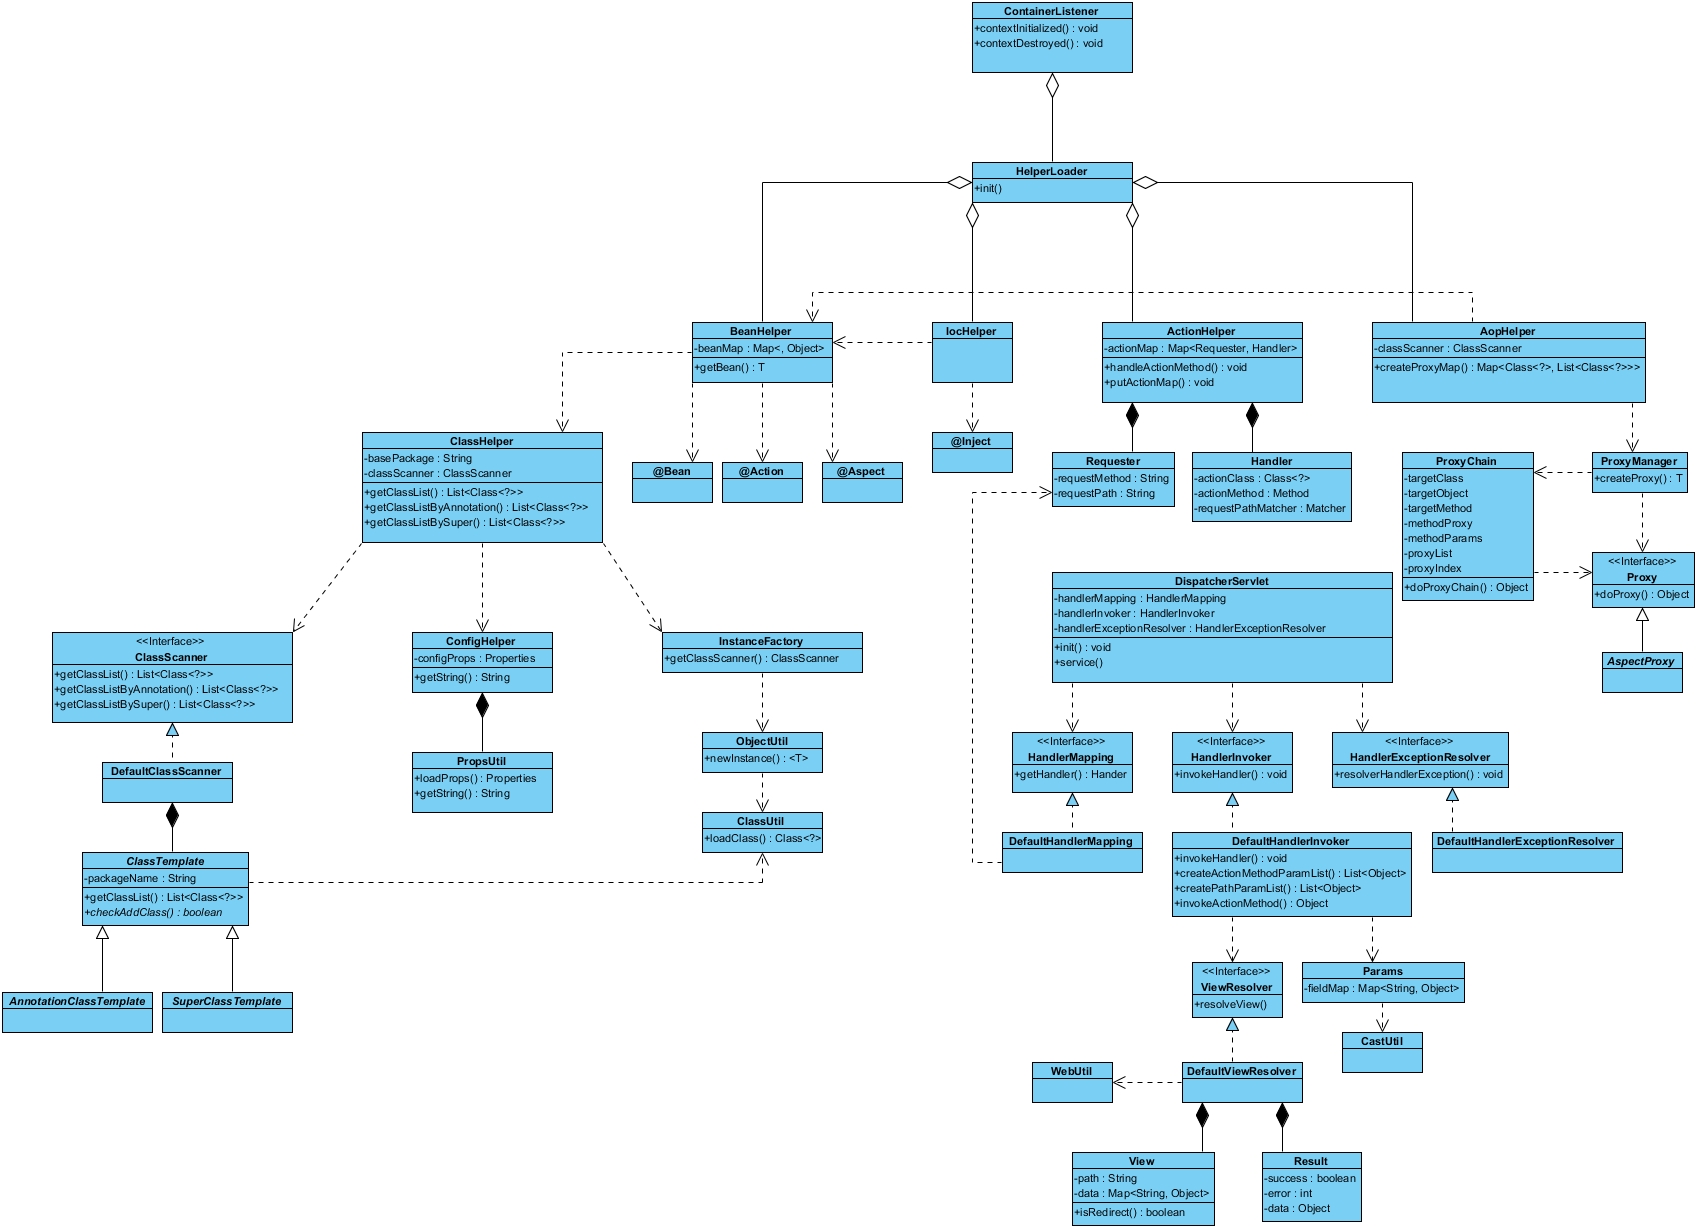 ContainerListener
+contextInitialized() : void
+contextDestroyed() : void
HelperLoader
+init()
BeanHelper
-beanMap : Map<, Object>
+getBean() : T
IocHelper
ActionHelper
-actionMap : Map<Requester, Handler>
+handleActionMethod() : void
+putActionMap() : void
AopHelper
-classScanner : ClassScanner
+createProxyMap() : Map<Class<?>, List<Class<?>>>
ClassHelper
-basePackage : String
-classScanner : ClassScanner
+getClassList() : List<Class<?>>
+getClassListByAnnotation() : List<Class<?>>
+getClassListBySuper() : List<Class<?>>
@Bean
@Action
@Aspect
@Inject
Requester
-requestMethod : String
-requestPath : String
Handler
-actionClass : Class<?>
-actionMethod : Method
-requestPathMatcher : Matcher
ProxyChain
-targetClass
-targetObject
-targetMethod
-methodProxy
-methodParams
-proxyList
-proxyIndex
+doProxyChain() : Object
ProxyManager
+createProxy() : T
<<Interface>>
Proxy
+doProxy() : Object
AspectProxy
DispatcherServlet
-handlerMapping : HandlerMapping
-handlerInvoker : HandlerInvoker
-handlerExceptionResolver : HandlerExceptionResolver
+init() : void
+service()
<<Interface>>
ClassScanner
+getClassList() : List<Class<?>>
+getClassListByAnnotation() : List<Class<?>>
+getClassListBySuper() : List<Class<?>>
ConfigHelper
-configProps : Properties
+getString() : String
InstanceFactory
+getClassScanner() : ClassScanner
DefaultClassScanner
PropsUtil
+loadProps() : Properties
+getString() : String
ObjectUtil
+newInstance() : <T>
ClassUtil
+loadClass() : Class<?>
<<Interface>>
HandlerMapping
+getHandler() : Hander
<<Interface>>
HandlerInvoker
+invokeHandler() : void
<<Interface>>
HandlerExceptionResolver
+resolverHandlerException() : void
ClassTemplate
-packageName : String
+getClassList() : List<Class<?>>
+checkAddClass() : boolean
DefaultHandlerMapping
DefaultHandlerInvoker
+invokeHandler() : void
+createActionMethodParamList() : List<Object>
+createPathParamList() : List<Object>
+invokeActionMethod() : Object
DefaultHandlerExceptionResolver
AnnotationClassTemplate
SuperClassTemplate
<<Interface>>
ViewResolver
+resolveView()
Params
-fieldMap : Map<String, Object>
CastUtil
WebUtil
DefaultViewResolver
View
-path : String
-data : Map<String, Object>
+isRedirect() : boolean
Result
-success : boolean
-error : int
-data : Object